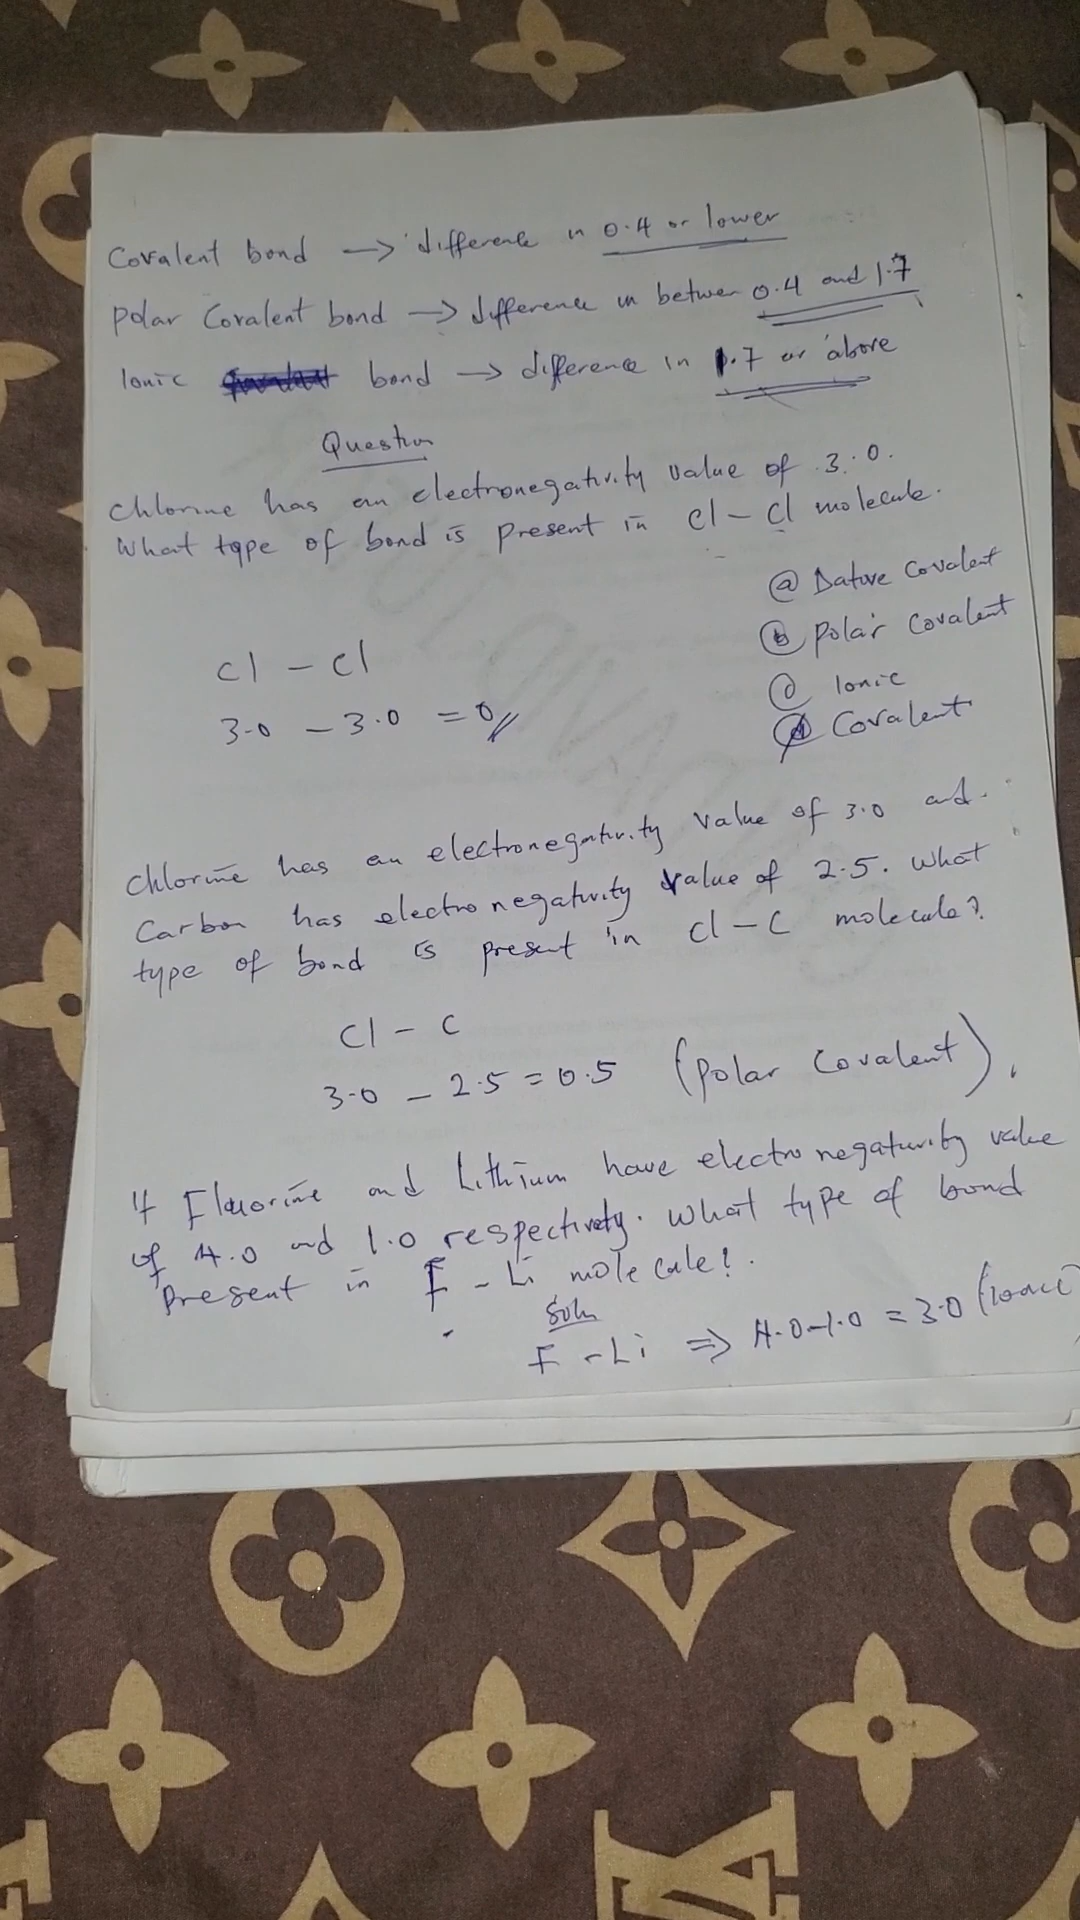 Covalent bond → difference in 0.4 or lower
Polar Covalent bond → difference in between 0.4 and 1.7
Ionic bond → difference in 1.7 or above
Question
Chlorine has an electronegativity value of 3.0.
What type of bond is present in Cl - Cl molecule.
(a) Dative Covalent
(b) Polar Covalent
(c) Ionic
(d) Covalent
Cl - Cl
3.0 - 3.0 = 0//
Chlorine has an electronegativity value of 3.0 and
Carbon has electronegativity value of 2.5. What
type of bond is present in Cl - C molecule?
Cl - C
3.0 - 2.5 = 0.5 (Polar Covalent).
If Fluorine and Lithium have electronegativity value
of 4.0 and 1.0 respectively. What type of bond
present in F - Li molecule?.
Soln
F - Li ⇒ 4.0-1.0 = 3.0 (Ionic)